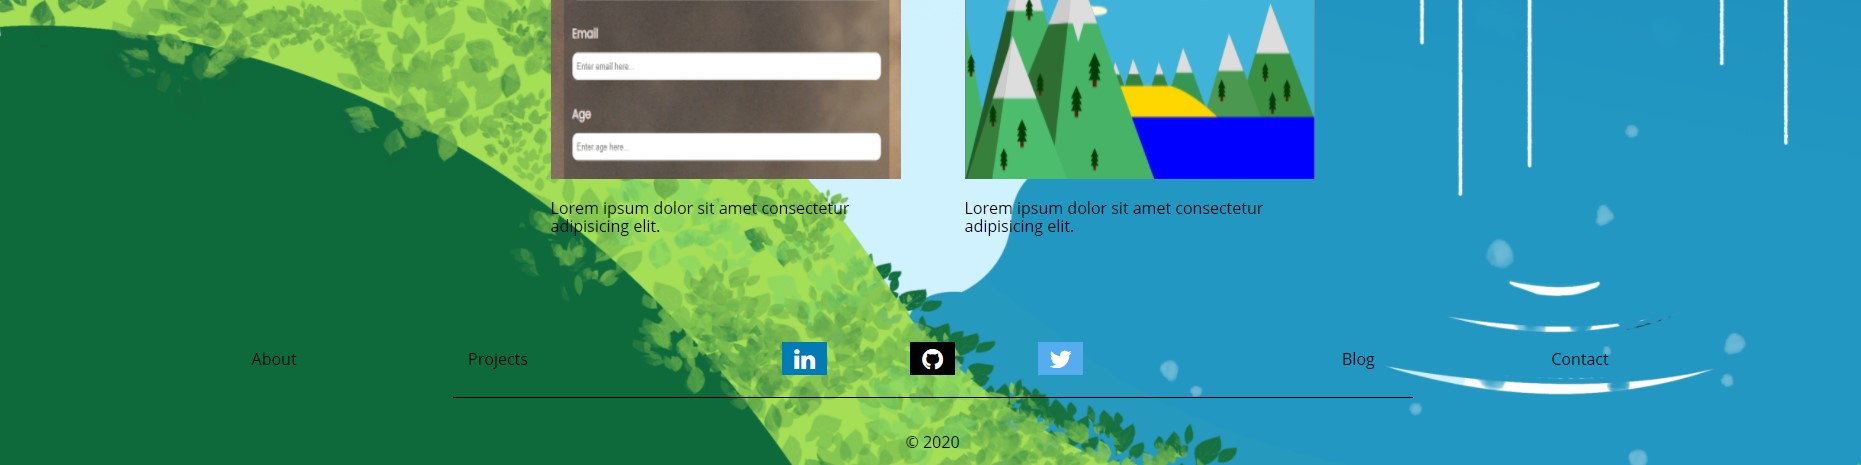 Email
Enter email here...
Age
Enter age here...
Lorem ipsum dolor sit amet consectetur
adipisicing elit.
Lorem ipsum dolor sit amet consectetur
adipisicing elit.
About Projects in Blog Contact
© 2020